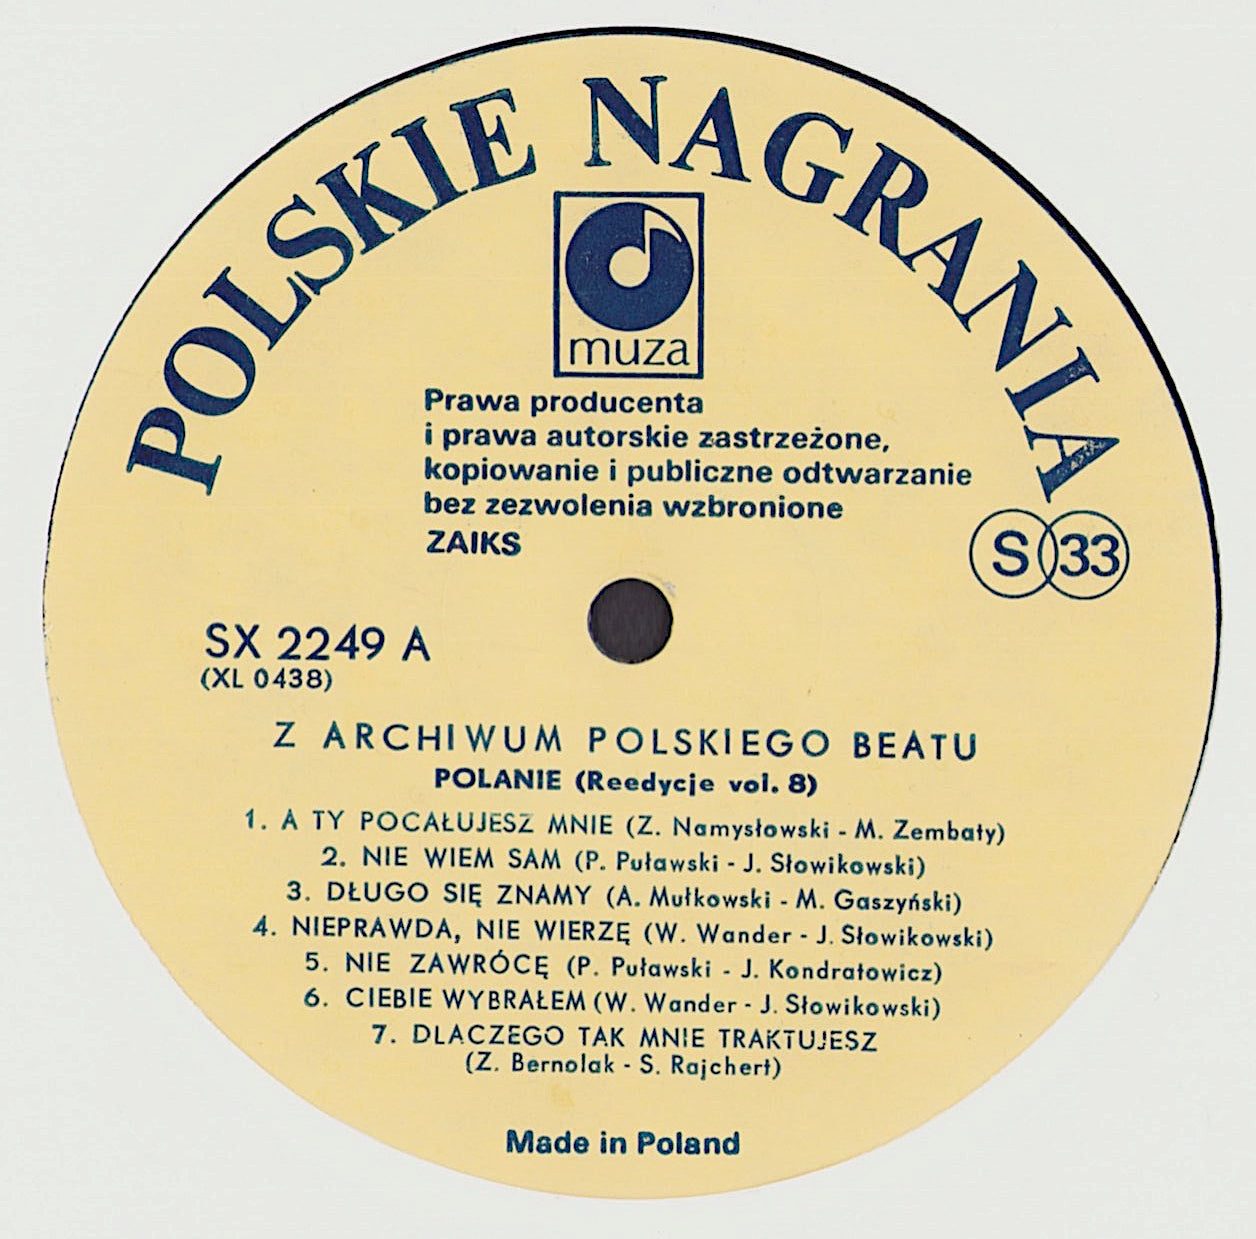 POLSKIE NAGRANIA
muza
Prawa producenta
i prawa autorskie zastrzeżone,
kopiowanie i publiczne odtwarzanie
bez zezwolenia wzbronione
ZAIKS
S 33
SX 2249 A
(XL 0438)
Z ARCHIWUM POLSKIEGO BEATU
POLANIE (Reedycje vol. 8)
1. A TY POCAŁUJESZ MNIE (Z. Namysłowski - M. Zembaty)
2. NIE WIEM SAM (P. Puławski - J. Słowikowski)
3. DŁUGO SIĘ ZNAMY (A. Mułkowski - M. Gaszyński)
4. NIEPRAWDA, NIE WIERZĘ (W. Wander - J. Słowikowski)
5. NIE ZAWRÓCĘ (P. Puławski - J. Kondratowicz)
6. CIEBIE WYBRAŁEM (W. Wander - J. Słowikowski)
7. DLACZEGO TAK MNIE TRAKTUJESZ
(Z. Bernolak - S. Rajchert)
Made in Poland